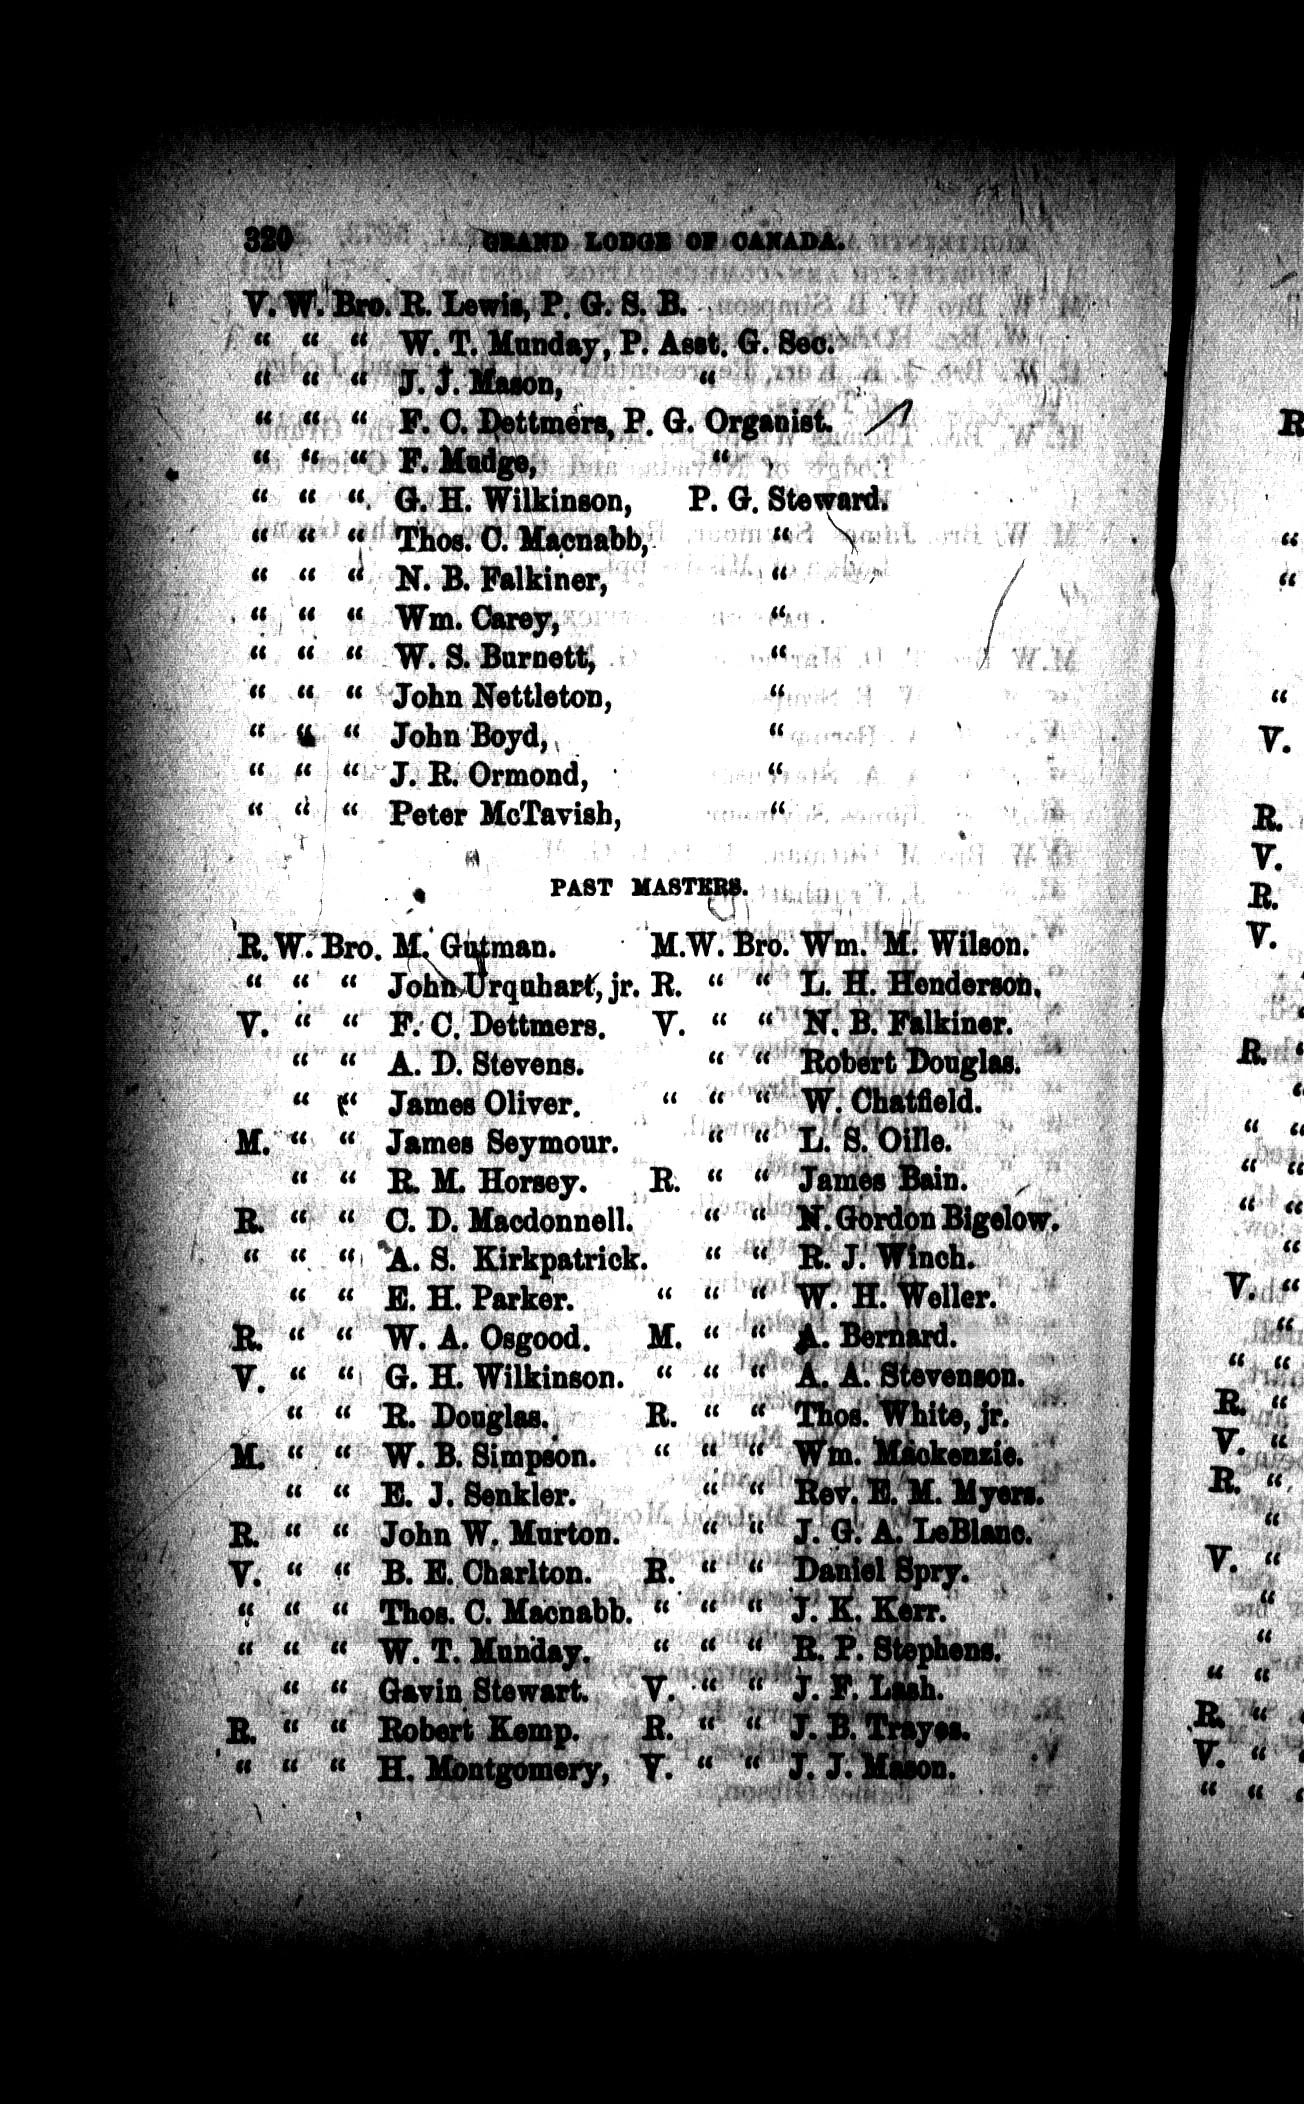 320 GRAND LODGE OF CANADA.
V. W. Bro. R. Lewis, P. G. S. B.
“ “ “ W. T. Munday, P. Asst. G. Sec.
“ “ “ J. J. Mason, “
“ “ “ F. C. Dettmers, P. G. Organist.
“ “ “ F. Mudge, “
“ “ “ G. H. Wilkinson, P. G. Steward.
“ “ “ Thos. C. Macnabb, “
“ “ “ N. B. Falkiner, “
“ “ “ Wm. Carey, “
“ “ “ W. S. Burnett, “
“ “ “ John Nettleton, “
“ “ “ John Boyd, “
“ “ “ J. R. Ormond, “
“ “ “ Peter McTavish, “
PAST MASTERS.
R. W. Bro. M. Gutman. M.W. Bro. Wm. M. Wilson.
“ “ “ John Urquhart, jr. R. “ “ L. H. Henderson.
V. “ “ F. C. Dettmers. V. “ “ N. B. Falkiner.
“ “ A. D. Stevens. “ “ Robert Douglas.
“ “ James Oliver. “ “ “ W. Chatfield.
M. “ “ James Seymour. “ “ L. S. Oille.
“ “ R. M. Horsey. R. “ “ James Bain.
R. “ “ C. D. Macdonnell. “ “ N. Gordon Bigelow.
“ “ “ A. S. Kirkpatrick. “ “ R. J. Winch.
“ “ E. H. Parker. “ “ “ W. H. Weller.
R. “ “ W. A. Osgood. M. “ “ A. Bernard.
V. “ “ G. H. Wilkinson. “ “ “ A. A. Stevenson.
“ “ R. Douglas. R. “ “ Thos. White, jr.
M. “ “ W. B. Simpson. “ “ “ Wm. Mackenzie.
“ “ E. J. Senkler. “ “ Rev. E. M. Myers.
R. “ “ John W. Murton. “ “ J. G. A. LeBlanc.
V. “ “ B. E. Charlton. R. “ “ Daniel Spry.
“ “ “ Thos. C. Macnabb. “ “ “ J. K. Kerr.
“ “ “ W. T. Munday. “ “ “ R. P. Stephens.
“ “ Gavin Stewart. V. “ “ J. F. Lash.
R. “ “ Robert Kemp. R. “ “ J. B. Trayes.
“ “ “ H. Montgomery, V. “ “ J. J. Mason.